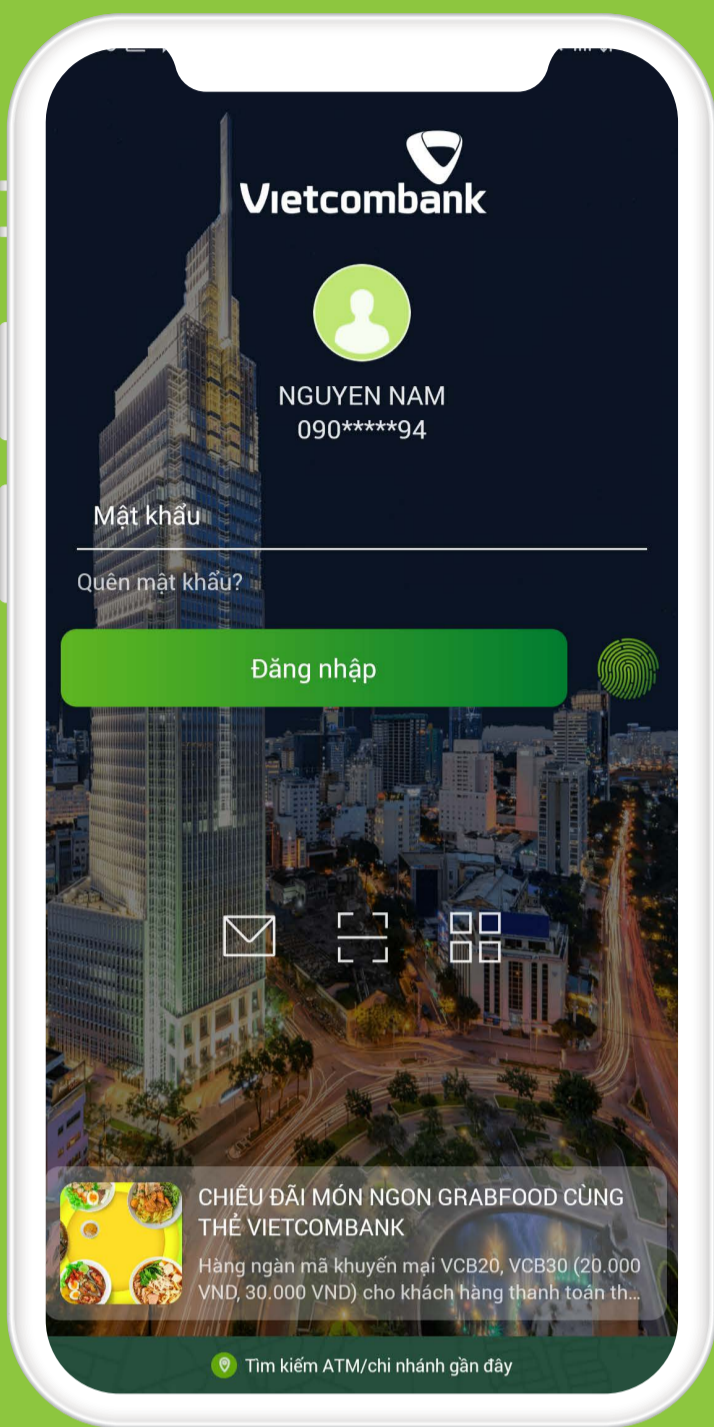 Vietcombank
NGUYEN NAM
090*****94
Mật khẩu
Quên mật khẩu?
Đăng nhập
CHIÊU ĐÃI MÓN NGON GRABFOOD CÙNG
THẺ VIETCOMBANK
Hàng ngàn mã khuyến mại VCB20, VCB30 (20.000
VND, 30.000 VND) cho khách hàng thanh toán th...
Tìm kiếm ATM/chi nhánh gần đây